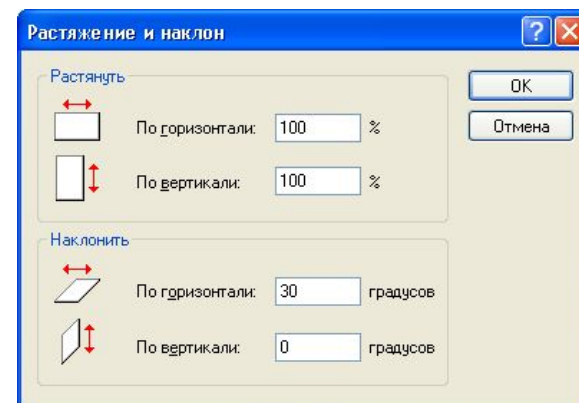 Растяжение и наклон
Растянуть
По горизонтали: 100 %
По вертикали: 100 %
Наклонить
По горизонтали: 30 градусов
По вертикали: 0 градусов
OK
Отмена